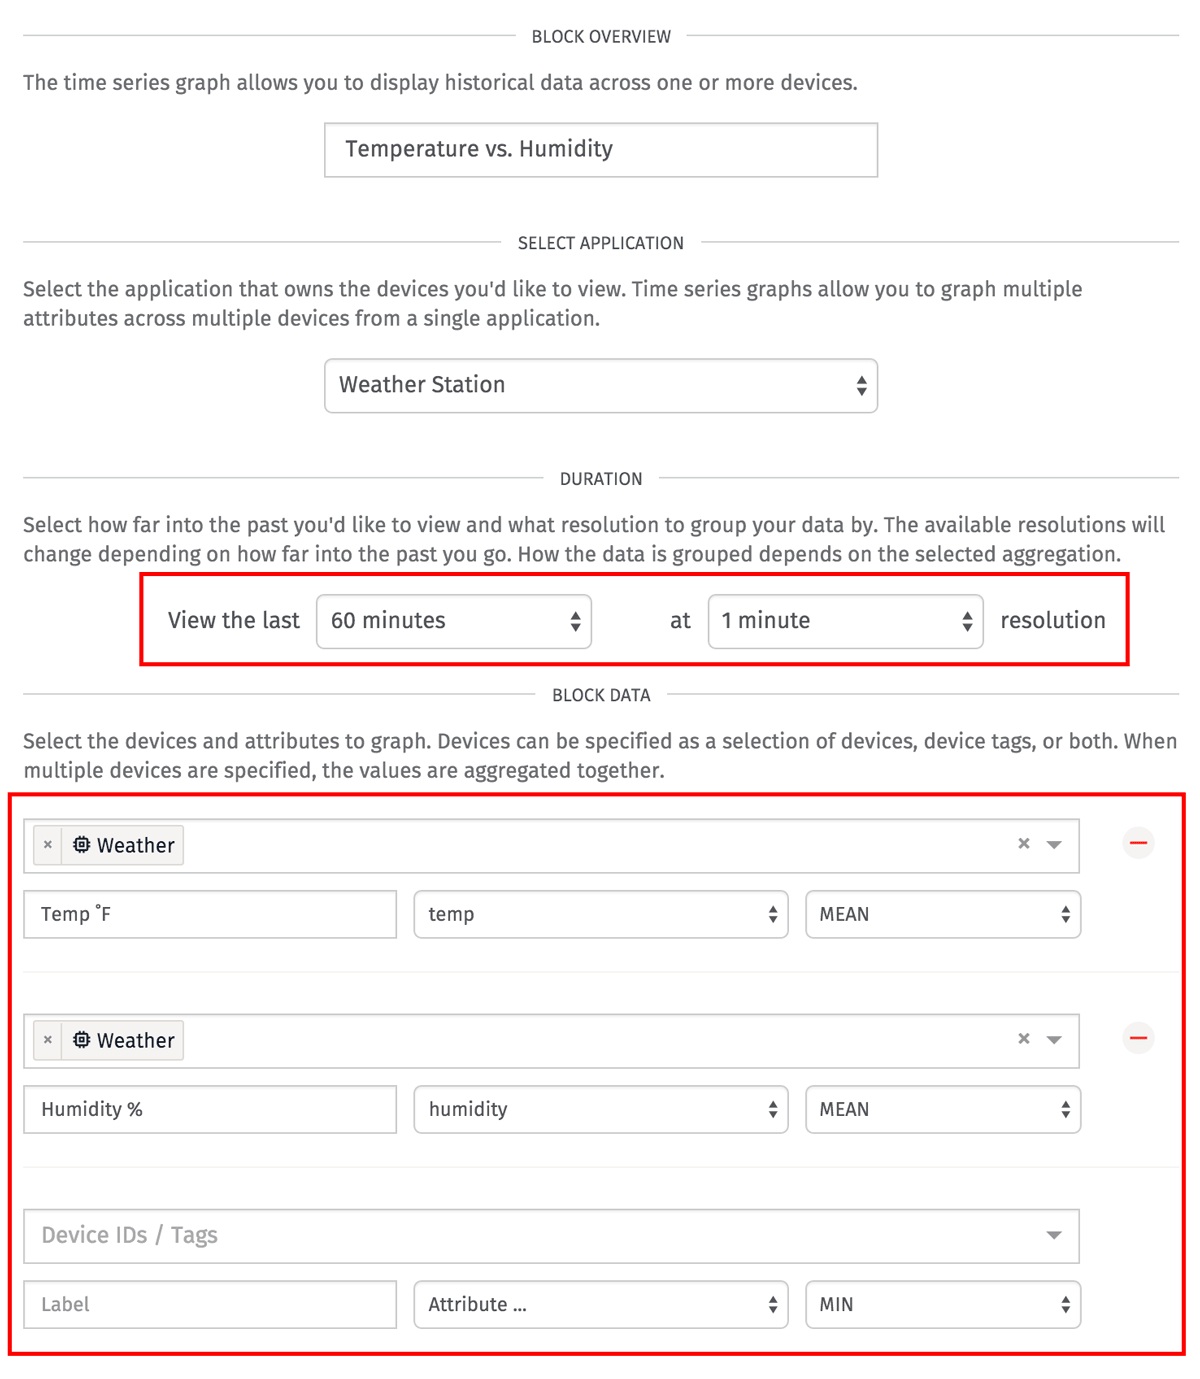 BLOCK OVERVIEW
The time series graph allows you to display historical data across one or more devices.
Temperature vs. Humidity
SELECT APPLICATION
Select the application that owns the devices you'd like to view. Time series graphs allow you to graph multiple
attributes across multiple devices from a single application.
Weather Station
DURATION
Select how far into the past you'd like to view and what resolution to group your data by. The available resolutions will
change depending on how far into the past you go. How the data is grouped depends on the selected aggregation.
View the last 60 minutes at 1 minute resolution
BLOCK DATA
Select the devices and attributes to graph. Devices can be specified as a selection of devices, device tags, or both. When
multiple devices are specified, the values are aggregated together.
× Weather ×
Temp °F temp MEAN
× Weather ×
Humidity % humidity MEAN
Device IDs / Tags
Label Attribute ... MIN